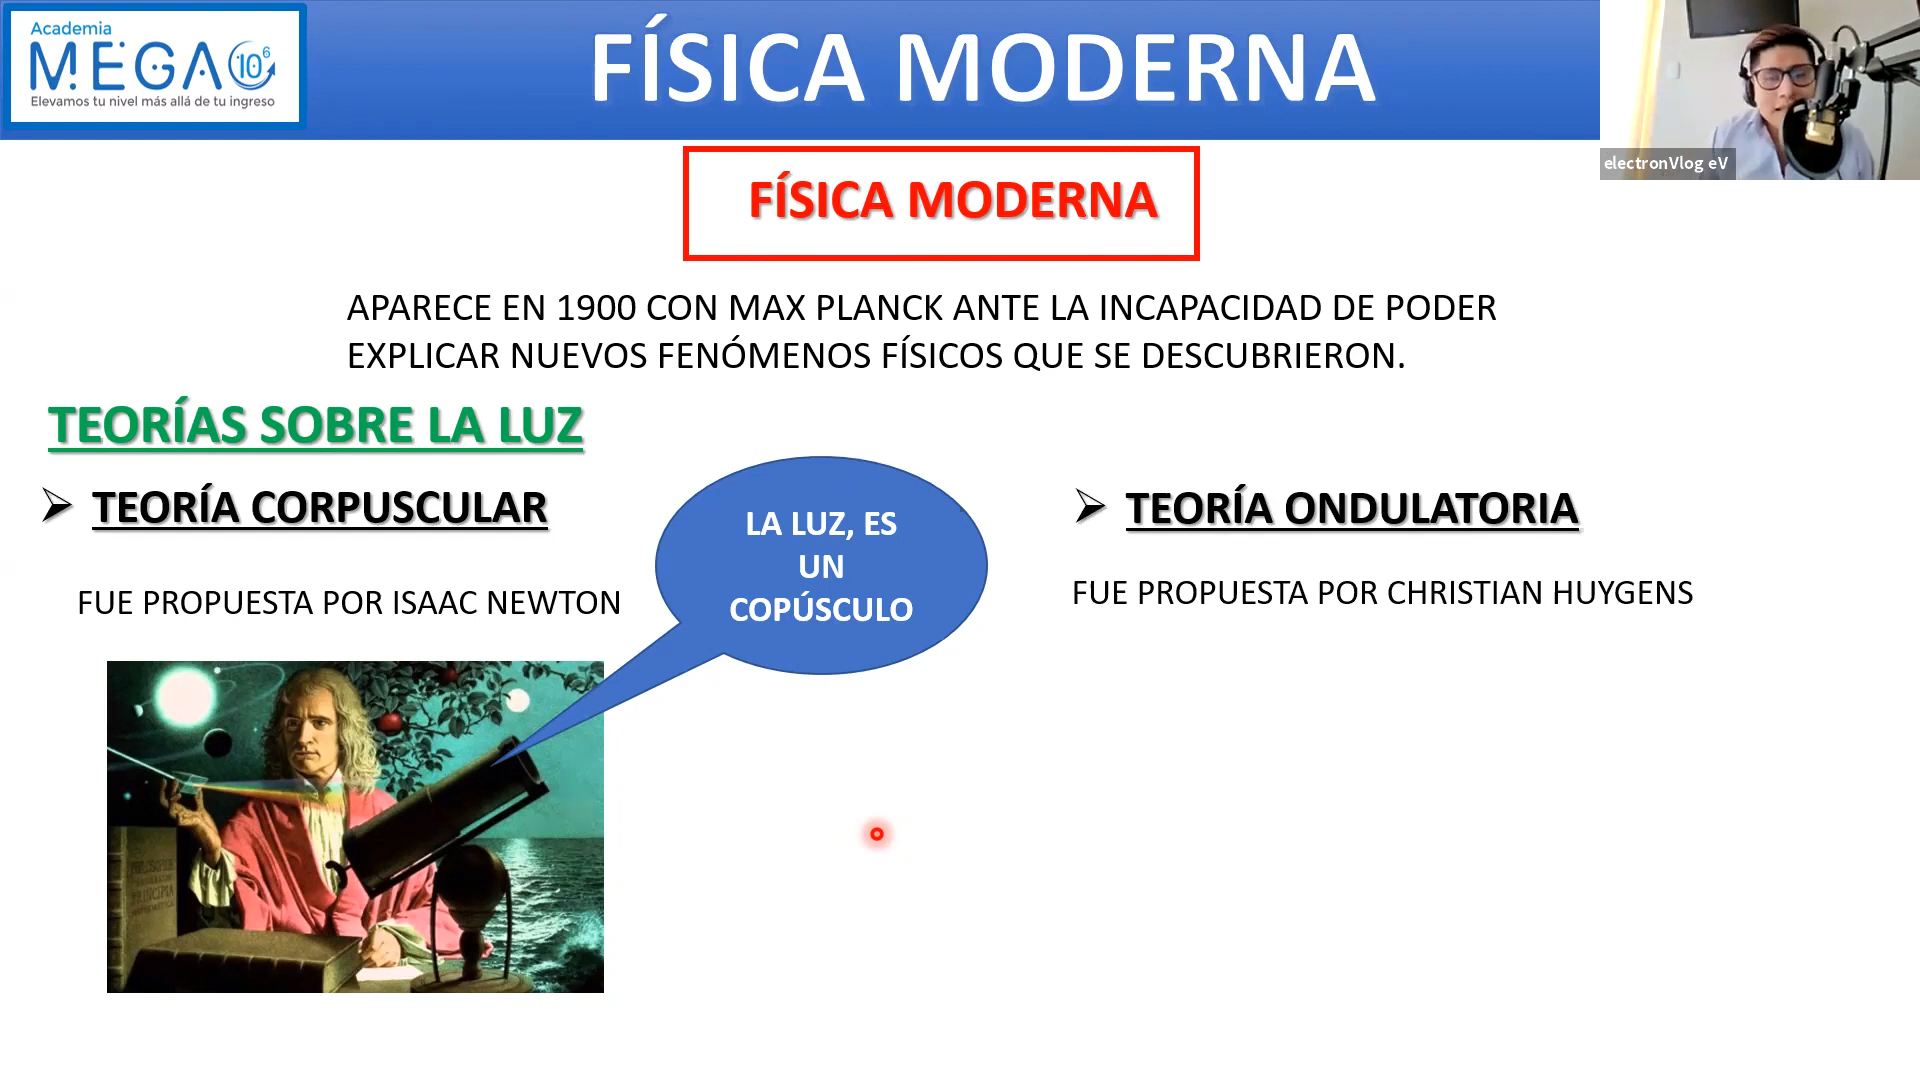 Academia
MEGA 10⁶
Elevamos tu nivel más allá de tu ingreso
FÍSICA MODERNA
electronVlog eV
FÍSICA MODERNA
APARECE EN 1900 CON MAX PLANCK ANTE LA INCAPACIDAD DE PODER
EXPLICAR NUEVOS FENÓMENOS FÍSICOS QUE SE DESCUBRIERON.
TEORÍAS SOBRE LA LUZ
TEORÍA CORPUSCULAR
FUE PROPUESTA POR ISAAC NEWTON
LA LUZ, ES
UN
COPÚSCULO
TEORÍA ONDULATORIA
FUE PROPUESTA POR CHRISTIAN HUYGENS
PRINCIPIA